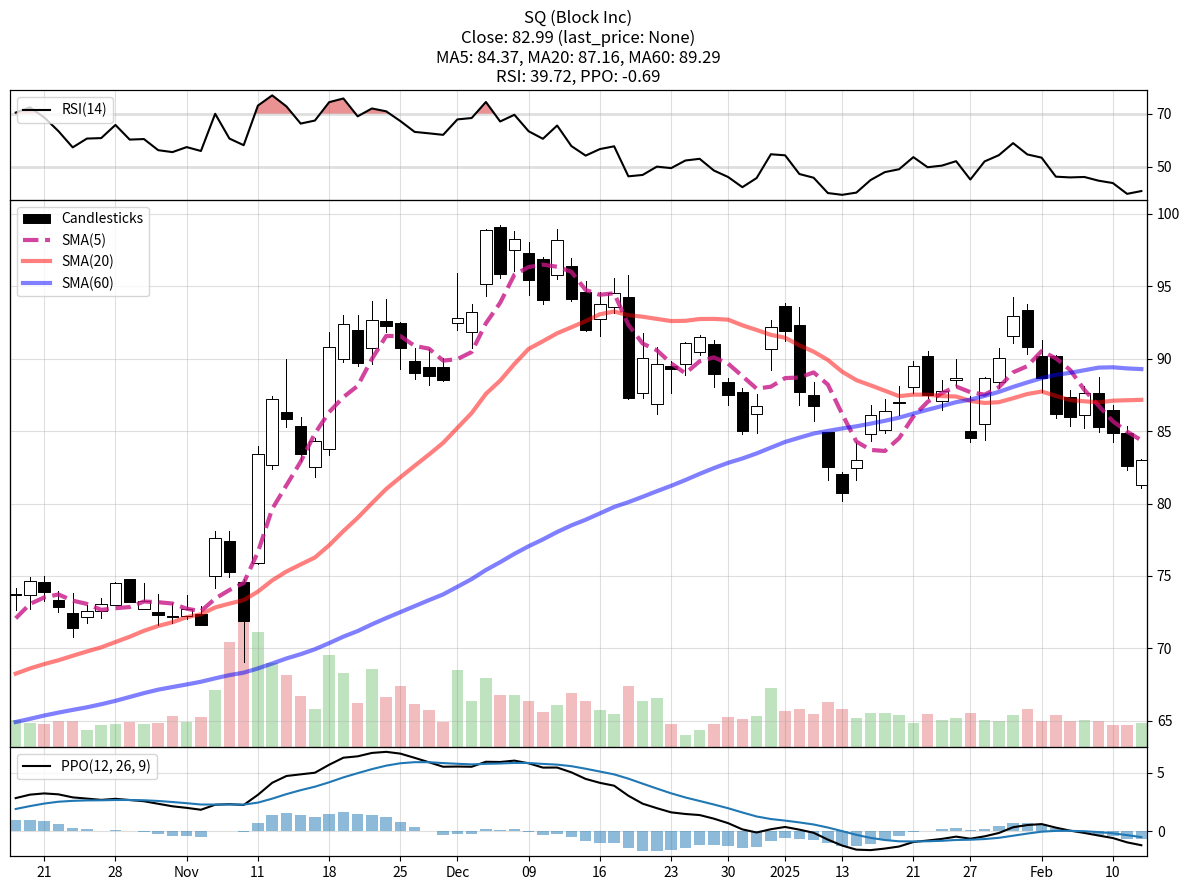 SQ (Block Inc)
Close: 82.99 (last_price: None)
MA5: 84.37, MA20: 87.16, MA60: 89.29
RSI: 39.72, PPO: -0.69
RSI(14)
70
50
Candlesticks
SMA(5)
SMA(20)
SMA(60)
100
95
90
85
80
75
70
65
PPO(12, 26, 9)
5
0
21 28 Nov 11 18 25 Dec 09 16 23 30 2025 13 21 27 Feb 10